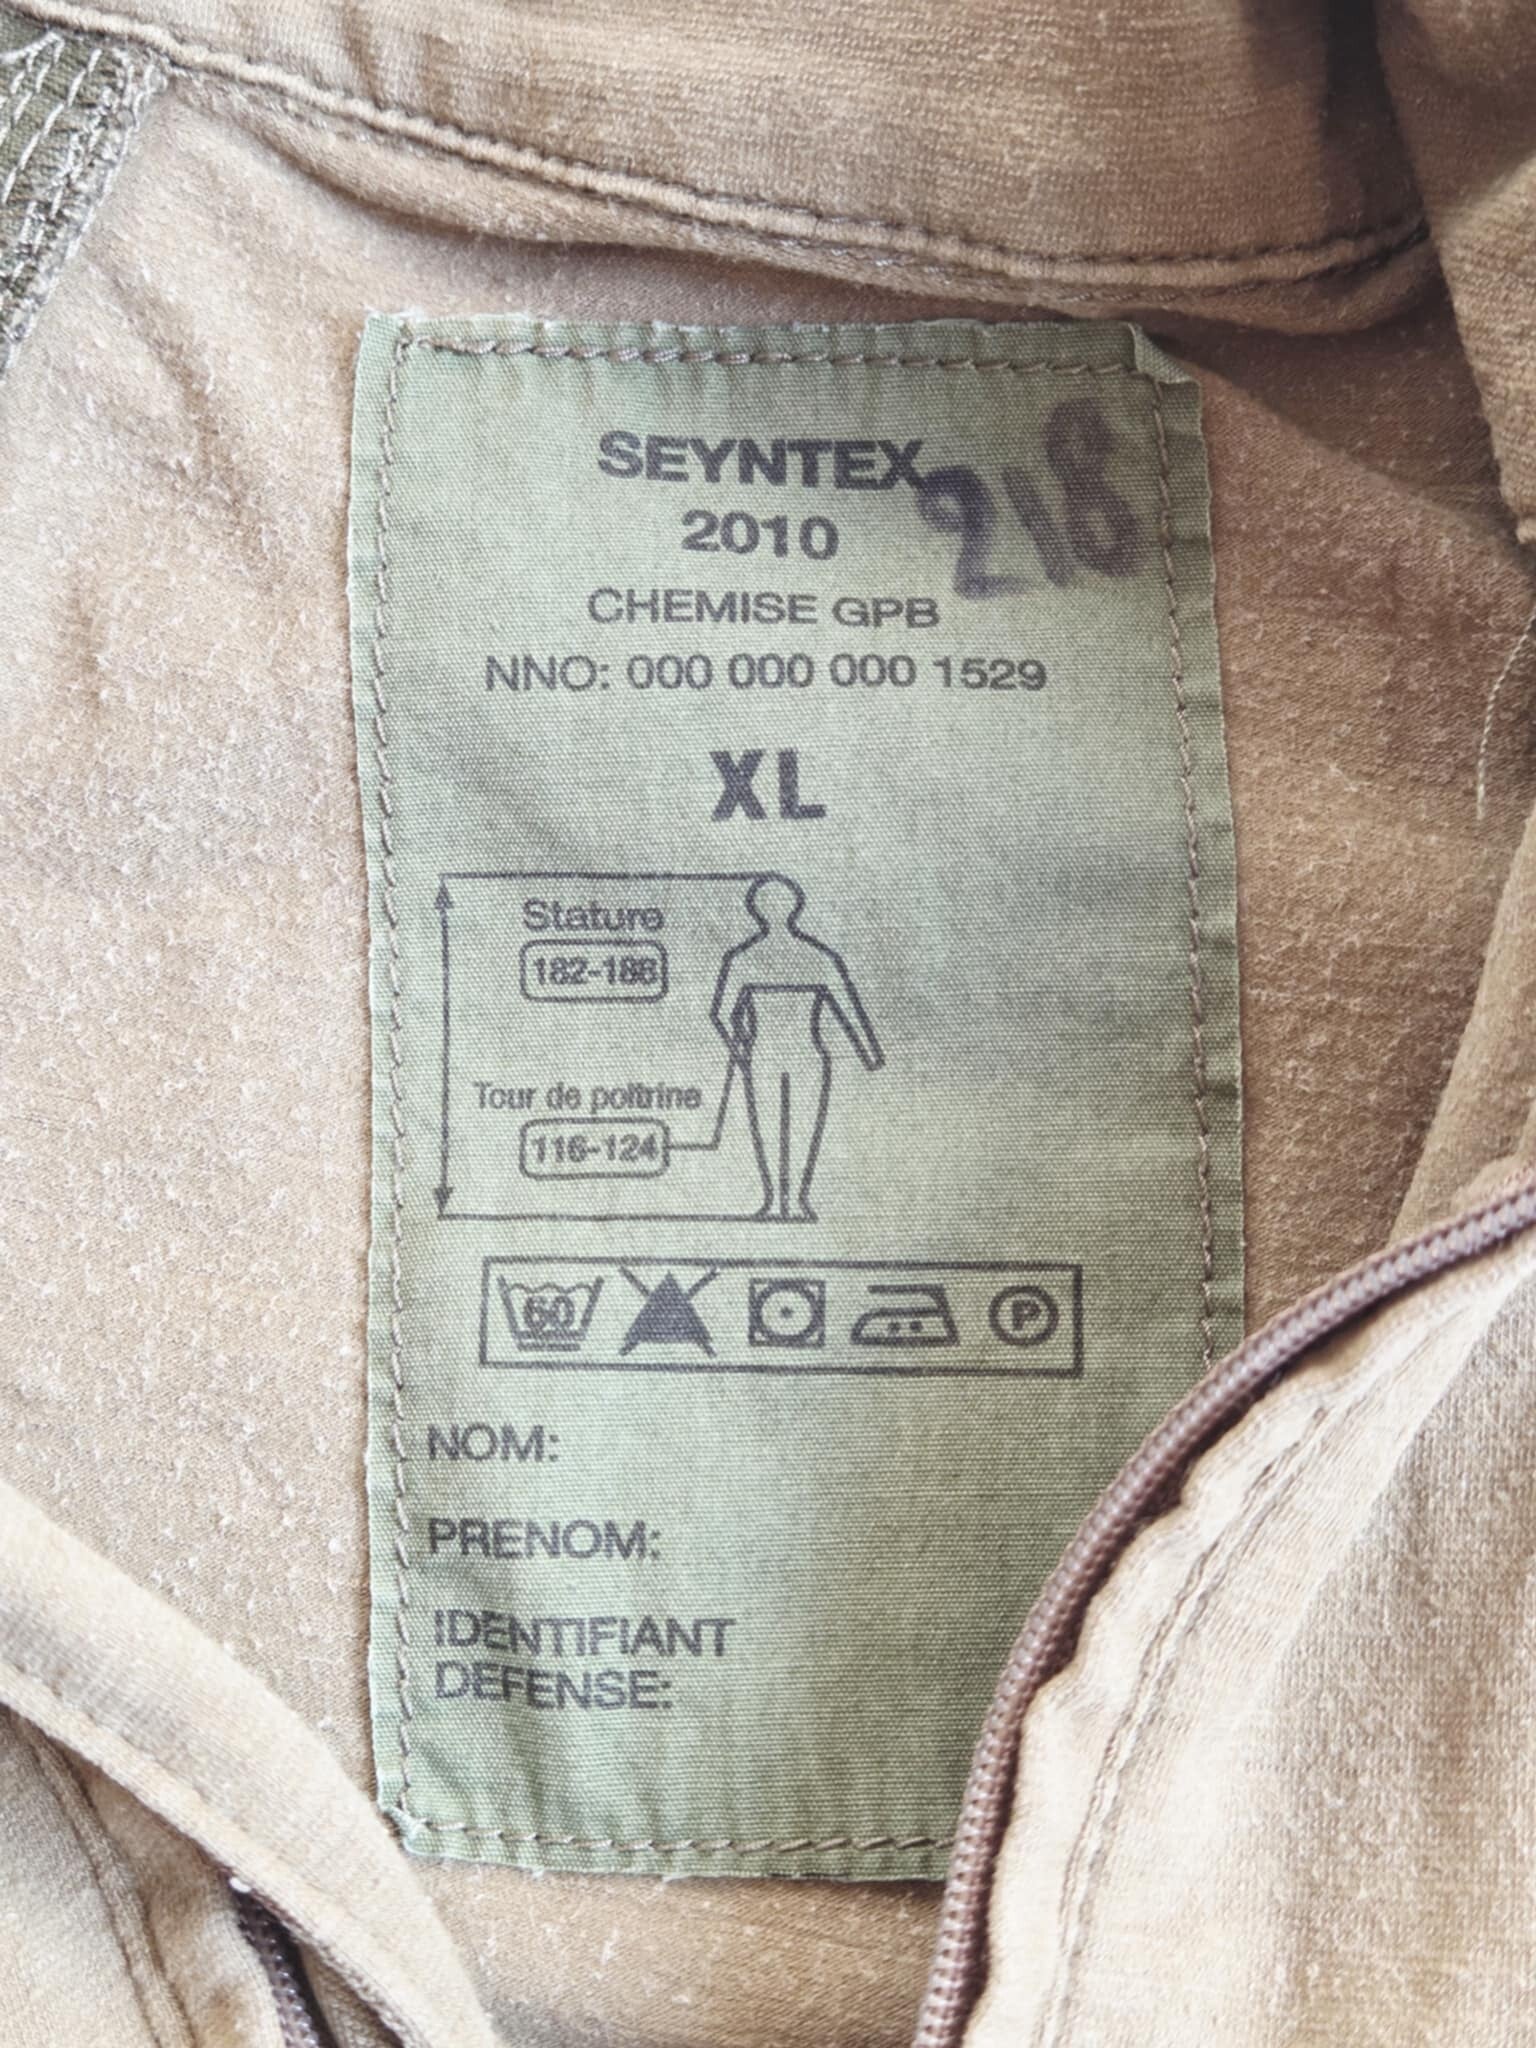 SEYNTEX
218
2010
CHEMISE GPB
NNO: 000 000 000 1529
XL
Stature
182-188
Tour de poitrine
116-124
60
P
NOM:
PRENOM:
IDENTIFIANT
DEFENSE: